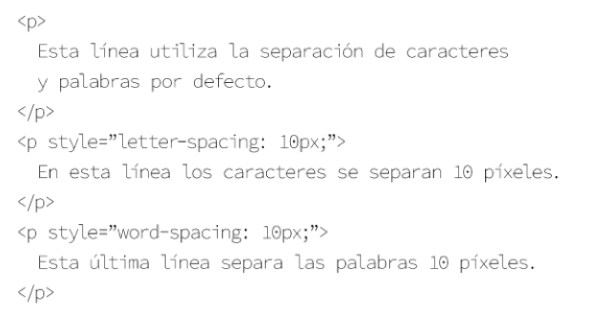 <p>
Esta línea utiliza la separación de caracteres
y palabras por defecto.
</p>
<p style=”letter-spacing: 10px;”>
En esta línea los caracteres se separan 10 píxeles.
</p>
<p style=”word-spacing: 10px;”>
Esta última línea separa las palabras 10 píxeles.
</p>